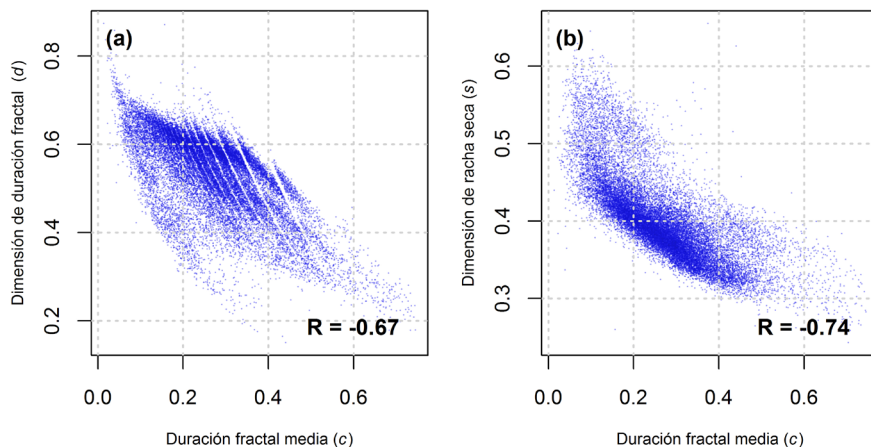 (a)
Dimensión de duración fractal (d)
0.8
0.6
0.4
0.2
R = -0.67
0.0 0.2 0.4 0.6
Duración fractal media (c)
(b)
Dimensión de racha seca (s)
0.6
0.5
0.4
0.3
R = -0.74
0.0 0.2 0.4 0.6
Duración fractal media (c)